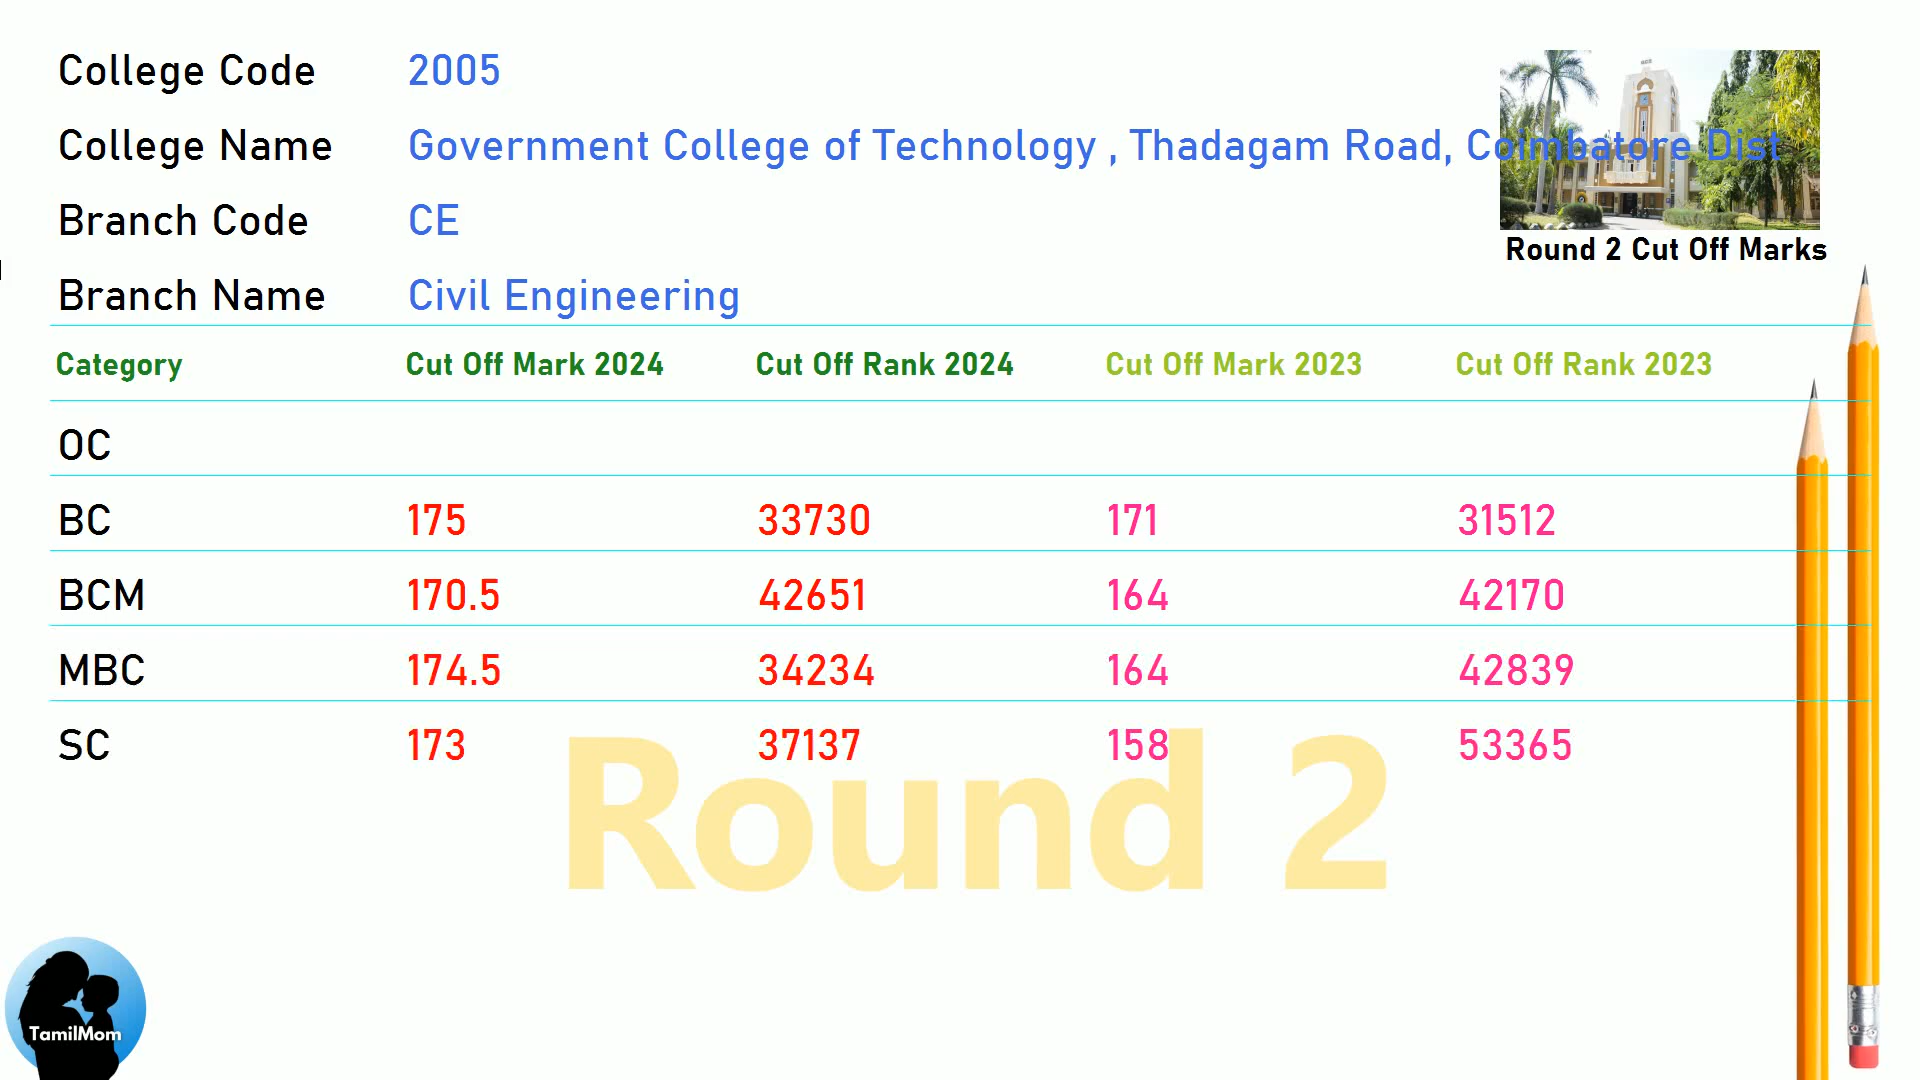 College Code 2005
College Name Government College of Technology , Thadagam Road, Coimbatore Dist
Branch Code CE
Round 2 Cut Off Marks
Branch Name Civil Engineering
Category Cut Off Mark 2024 Cut Off Rank 2024 Cut Off Mark 2023 Cut Off Rank 2023
OC
BC 175 33730 171 31512
BCM 170.5 42651 164 42170
MBC 174.5 34234 164 42839
SC 173 37137 158 53365
Round 2
TamilMom